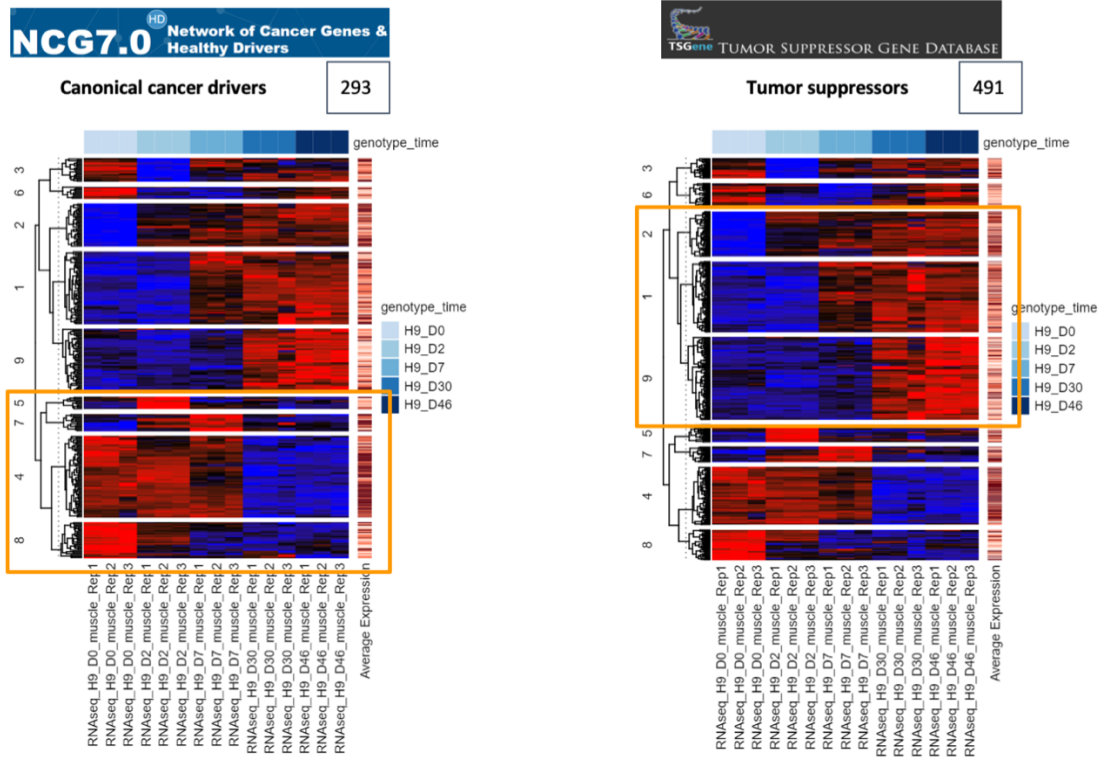 NCG7.0 HD Network of Cancer Genes &
Healthy Drivers
Canonical cancer drivers
293
genotype_time
3
6
2
1
9
5
7
4
8
genotype_time
H9_D0
H9_D2
H9_D7
H9_D30
H9_D46
RNAseq_H9_D0_muscle_Rep1
RNAseq_H9_D0_muscle_Rep2
RNAseq_H9_D0_muscle_Rep3
RNAseq_H9_D2_muscle_Rep1
RNAseq_H9_D2_muscle_Rep2
RNAseq_H9_D2_muscle_Rep3
RNAseq_H9_D7_muscle_Rep1
RNAseq_H9_D7_muscle_Rep2
RNAseq_H9_D7_muscle_Rep3
RNAseq_H9_D30_muscle_Rep1
RNAseq_H9_D30_muscle_Rep2
RNAseq_H9_D30_muscle_Rep3
RNAseq_H9_D46_muscle_Rep1
RNAseq_H9_D46_muscle_Rep2
RNAseq_H9_D46_muscle_Rep3
Average Expression
TSGene TUMOR SUPPRESSOR GENE DATABASE
Tumor suppressors
491
genotype_time
3
6
2
1
9
5
7
4
8
genotype_time
H9_D0
H9_D2
H9_D7
H9_D30
H9_D46
RNAseq_H9_D0_muscle_Rep1
RNAseq_H9_D0_muscle_Rep2
RNAseq_H9_D0_muscle_Rep3
RNAseq_H9_D2_muscle_Rep1
RNAseq_H9_D2_muscle_Rep2
RNAseq_H9_D2_muscle_Rep3
RNAseq_H9_D7_muscle_Rep1
RNAseq_H9_D7_muscle_Rep2
RNAseq_H9_D7_muscle_Rep3
RNAseq_H9_D30_muscle_Rep1
RNAseq_H9_D30_muscle_Rep2
RNAseq_H9_D30_muscle_Rep3
RNAseq_H9_D46_muscle_Rep1
RNAseq_H9_D46_muscle_Rep2
RNAseq_H9_D46_muscle_Rep3
Average Expression